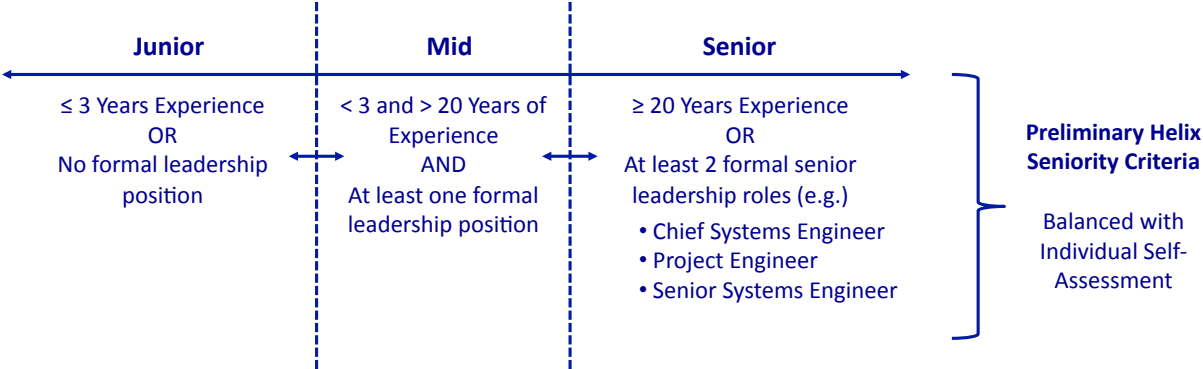 Junior
≤ 3 Years Experience
OR
No formal leadership
position
Mid
< 3 and > 20 Years of
Experience
AND
At least one formal
leadership position
Senior
≥ 20 Years Experience
OR
At least 2 formal senior
leadership roles (e.g.)
• Chief Systems Engineer
• Project Engineer
• Senior Systems Engineer
Preliminary Helix
Seniority Criteria
Balanced with
Individual Self-
Assessment